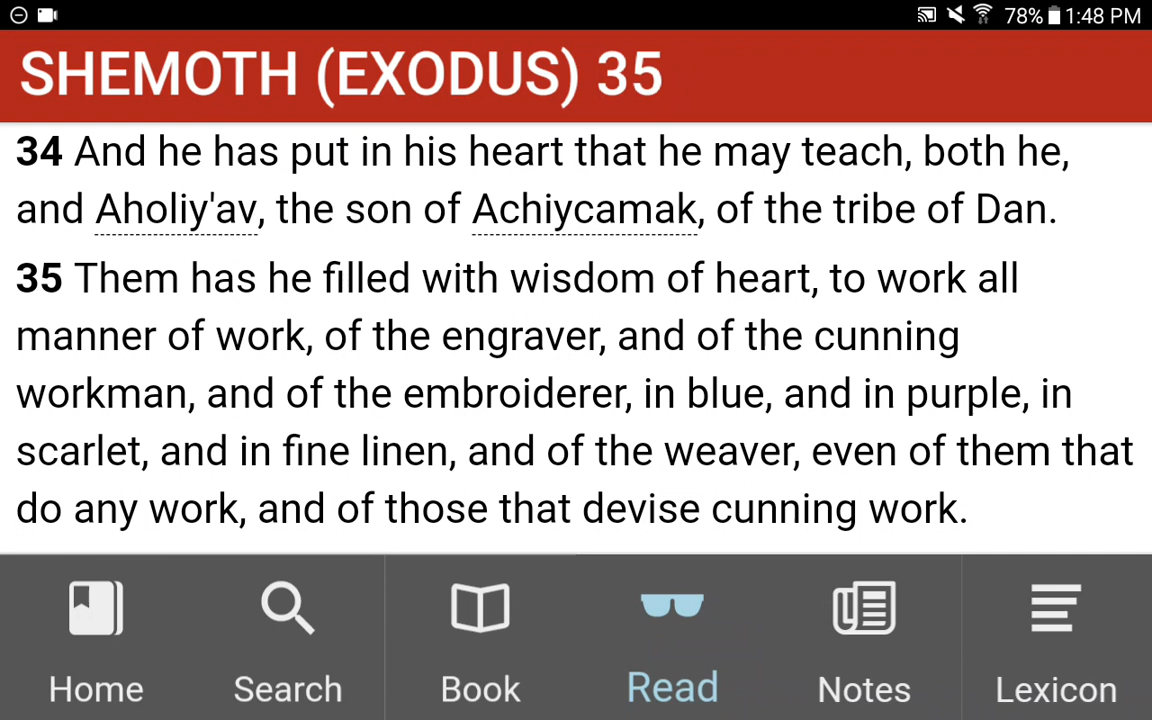 78% 1:48 PM
SHEMOTH (EXODUS) 35
34 And he has put in his heart that he may teach, both he,
and Aholiy'av, the son of Achiycamak, of the tribe of Dan.
35 Them has he filled with wisdom of heart, to work all
manner of work, of the engraver, and of the cunning
workman, and of the embroiderer, in blue, and in purple, in
scarlet, and in fine linen, and of the weaver, even of them that
do any work, and of those that devise cunning work.
Home Search Book Read Notes Lexicon